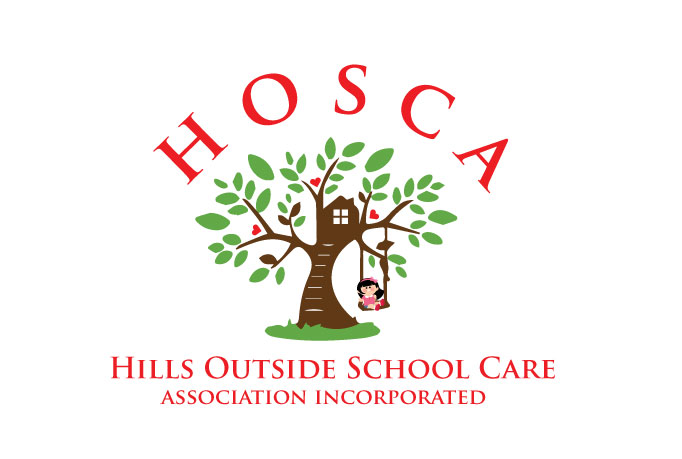 HOSCA
HILLS OUTSIDE SCHOOL CARE
ASSOCIATION INCORPORATED